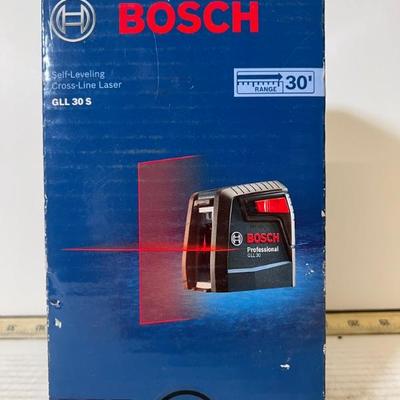 BOSCH
Self-Leveling
Cross-Line Laser
GLL 30 S
30'
RANGE
BOSCH
Professional
GLL 30